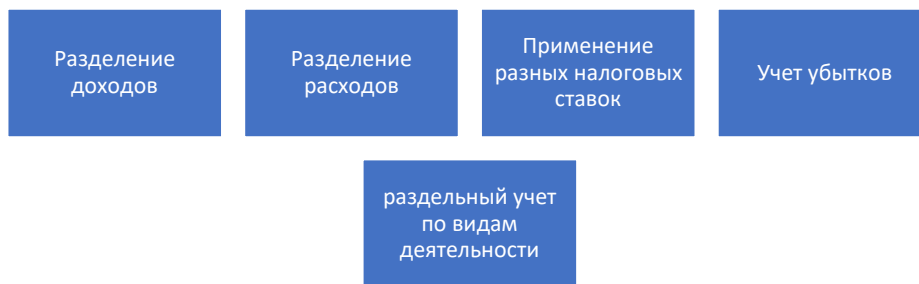 Разделение
доходов
Разделение
расходов
Применение
разных налоговых
ставок
Учет убытков
раздельный учет
по видам
деятельности